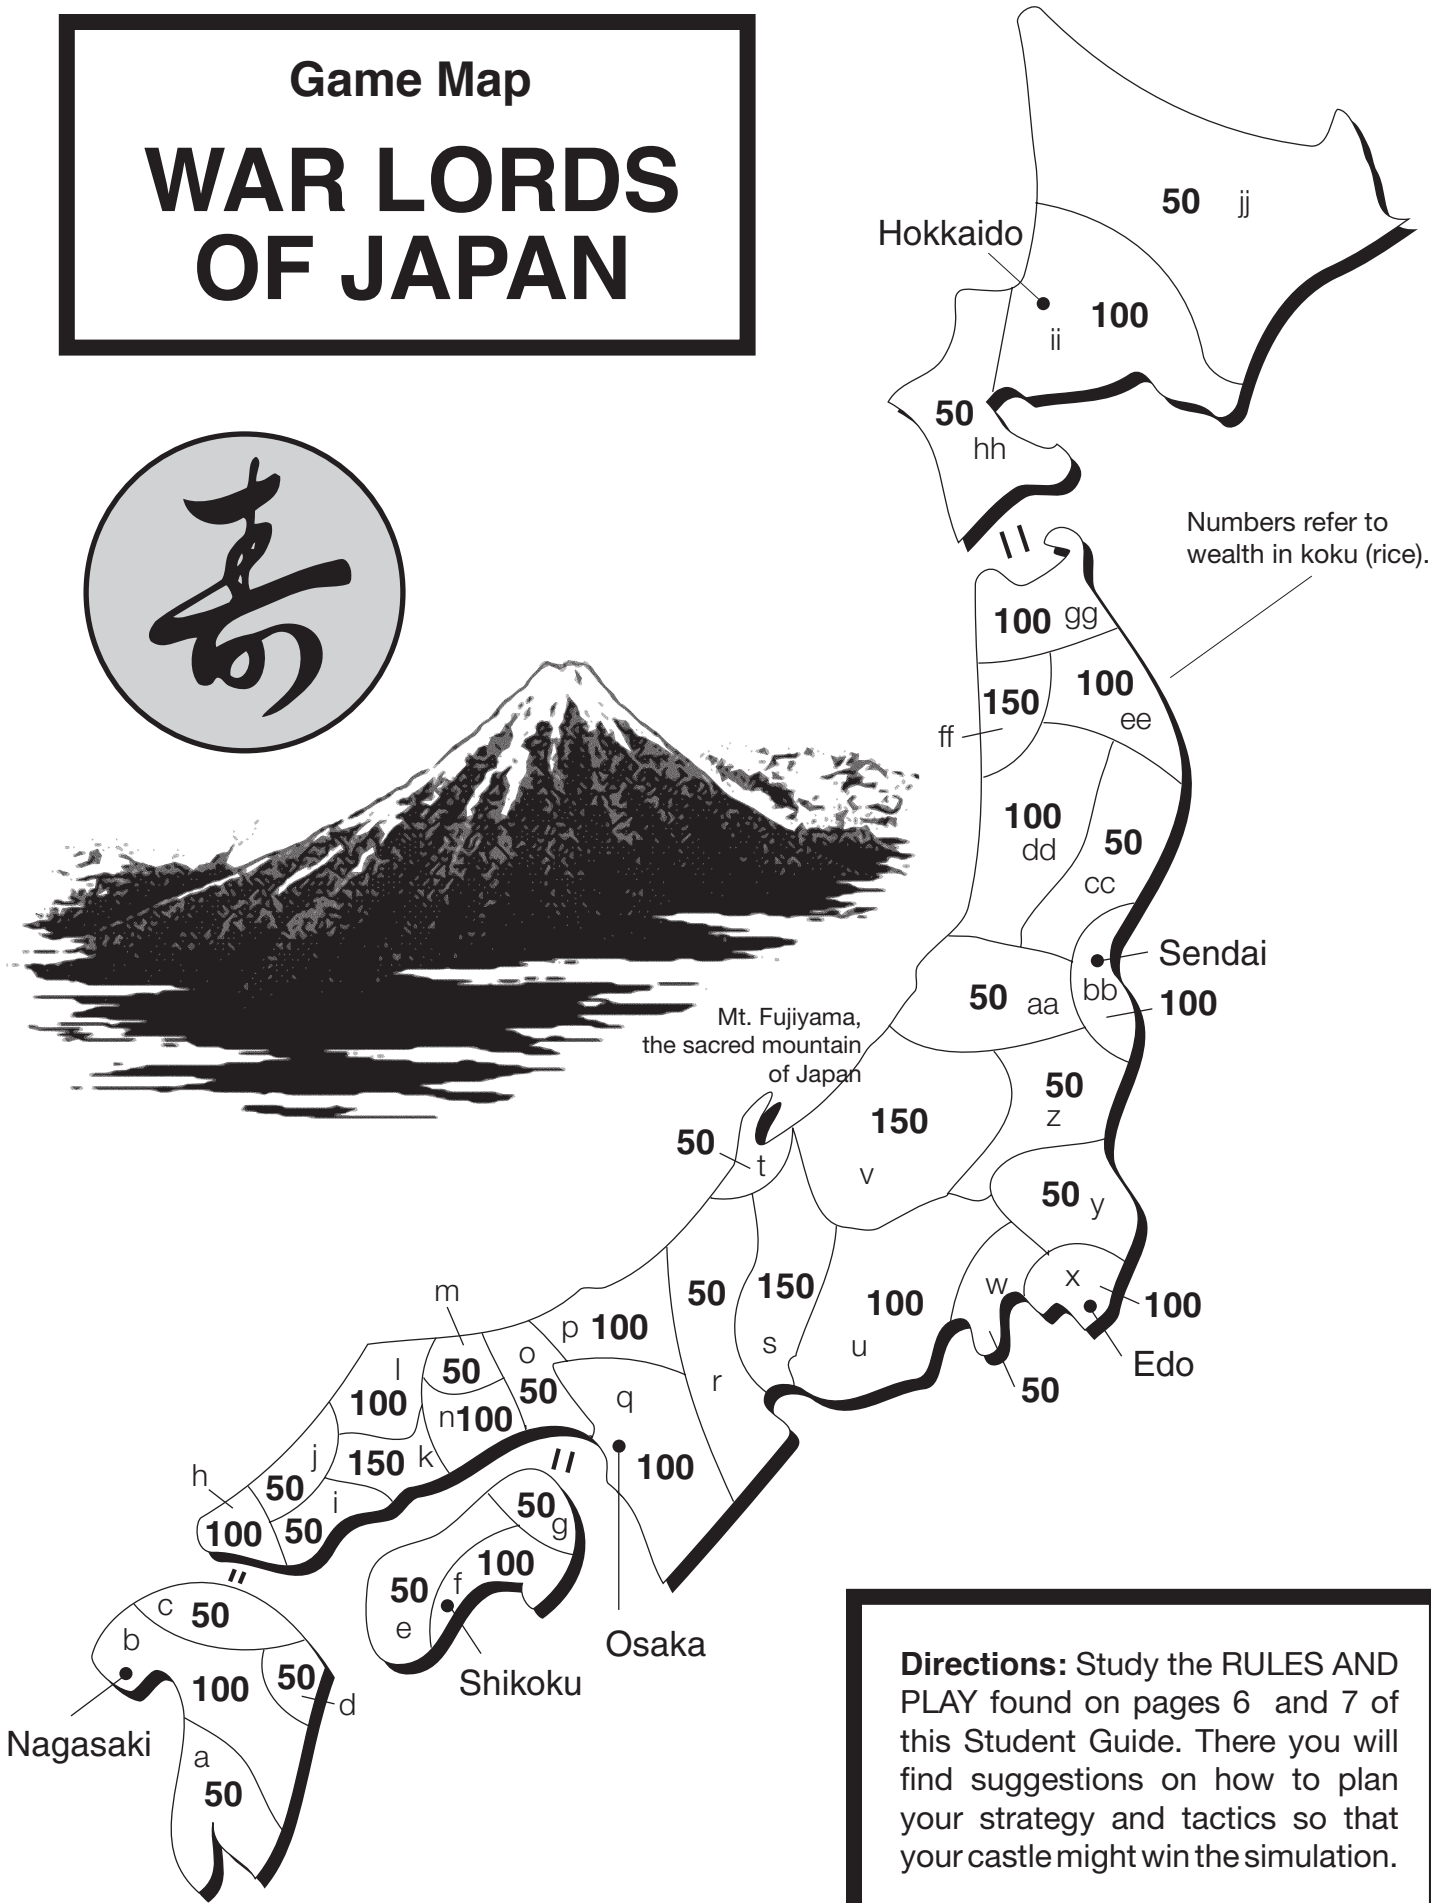 Game Map
WAR LORDS
OF JAPAN
50 jj
Hokkaido
100
ii
50
hh
Numbers refer to
wealth in koku (rice).
100 gg
150
ff
100
ee
100
dd
50
cc
Sendai
bb
100
50 aa
Mt. Fujiyama,
the sacred mountain
of Japan
50
z
150
v
50
t
50 y
x
100
Edo
w
50
100
u
150
s
50
r
p 100
q
100
Osaka
m
50
o
50
n100
l
100
150 k
j
50
i
50
h
100
50
g
100
f
50
e
Shikoku
c 50
b
100
50
d
Nagasaki
a
50
寿
Directions: Study the RULES AND
PLAY found on pages 6 and 7 of
this Student Guide. There you will
find suggestions on how to plan
your strategy and tactics so that
your castle might win the simulation.